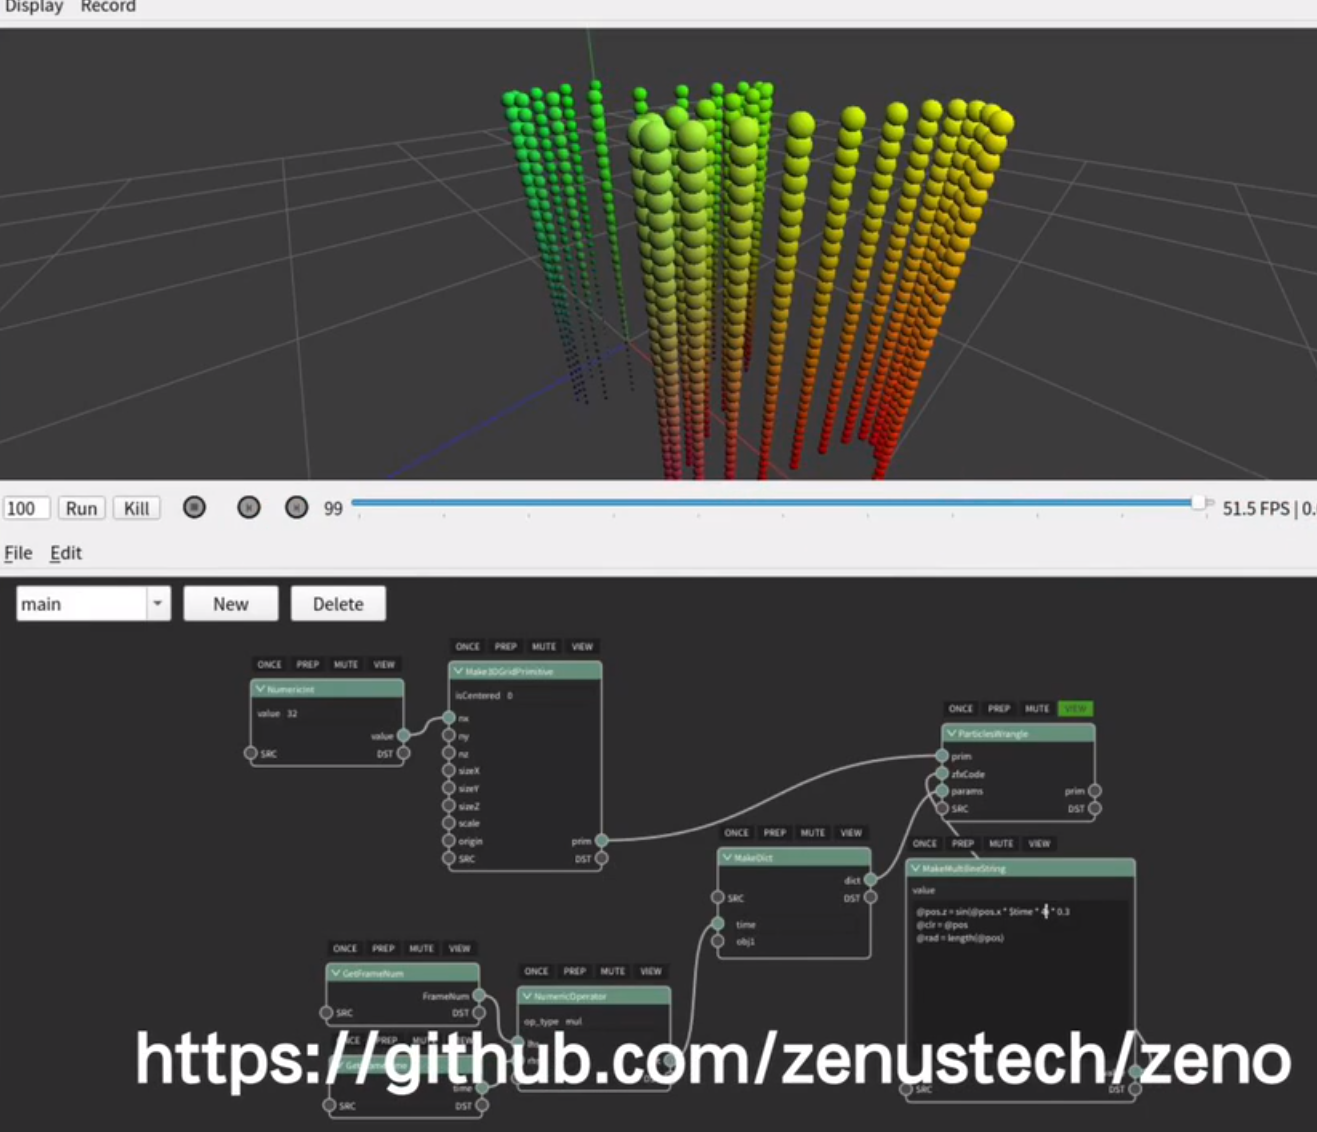 Display Record
100 Run Kill 99 51.5 FPS | 0.
File Edit
main New Delete
ONCE PREP MUTE VIEW
NumericInt
value 32
value
SRC DST
ONCE PREP MUTE VIEW
Make3DGridPrimitive
isCentered 0
nx
ny
nz
sizeX
sizeY
sizeZ
scale
origin prim
SRC DST
ONCE PREP MUTE VIEW
ParticlesWrangle
prim
zfxCode
params prim
SRC DST
ONCE PREP MUTE VIEW
MakeDict
dict
SRC DST
time
obj1
ONCE PREP MUTE VIEW
MakeMultilineString
value
@pos.z = sin(@pos.x * $time * * 0.3
@clr = @pos
@rad = length(@pos)
SRC DST
ONCE PREP MUTE VIEW
GetFrameNum
FrameNum
SRC DST
ONCE PREP MUTE VIEW
NumericOperator
op_type mul
time
SRC DST
https://github.com/zenustech/zeno